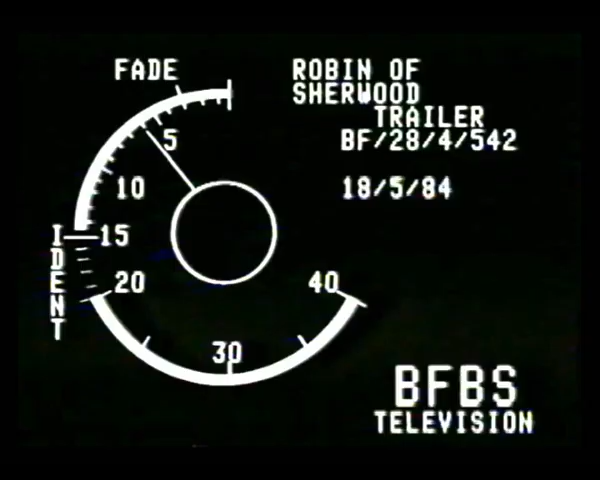 FADE
ROBIN OF
SHERWOOD
TRAILER
BF/28/4/542
18/5/84
5
10
15
20
30
40
IDENT
BFBS
TELEVISION